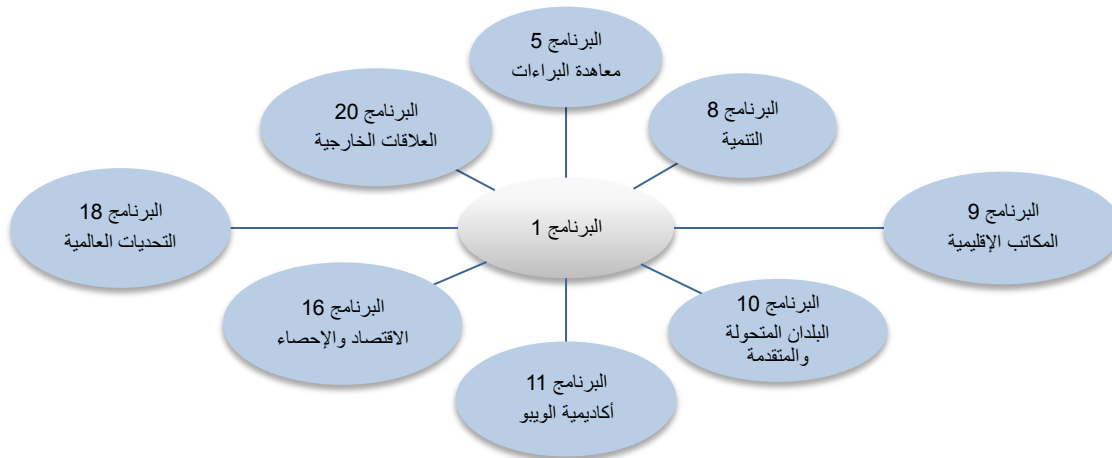 البرنامج 5
معاهدة البراءات
البرنامج 8
التنمية
البرنامج 20
العلاقات الخارجية
البرنامج 9
المكاتب الإقليمية
البرنامج 1
البرنامج 18
التحديات العالمية
البرنامج 10
البلدان المتحولة
والمتقدمة
البرنامج 16
الاقتصاد والإحصاء
البرنامج 11
أكاديمية الويبو